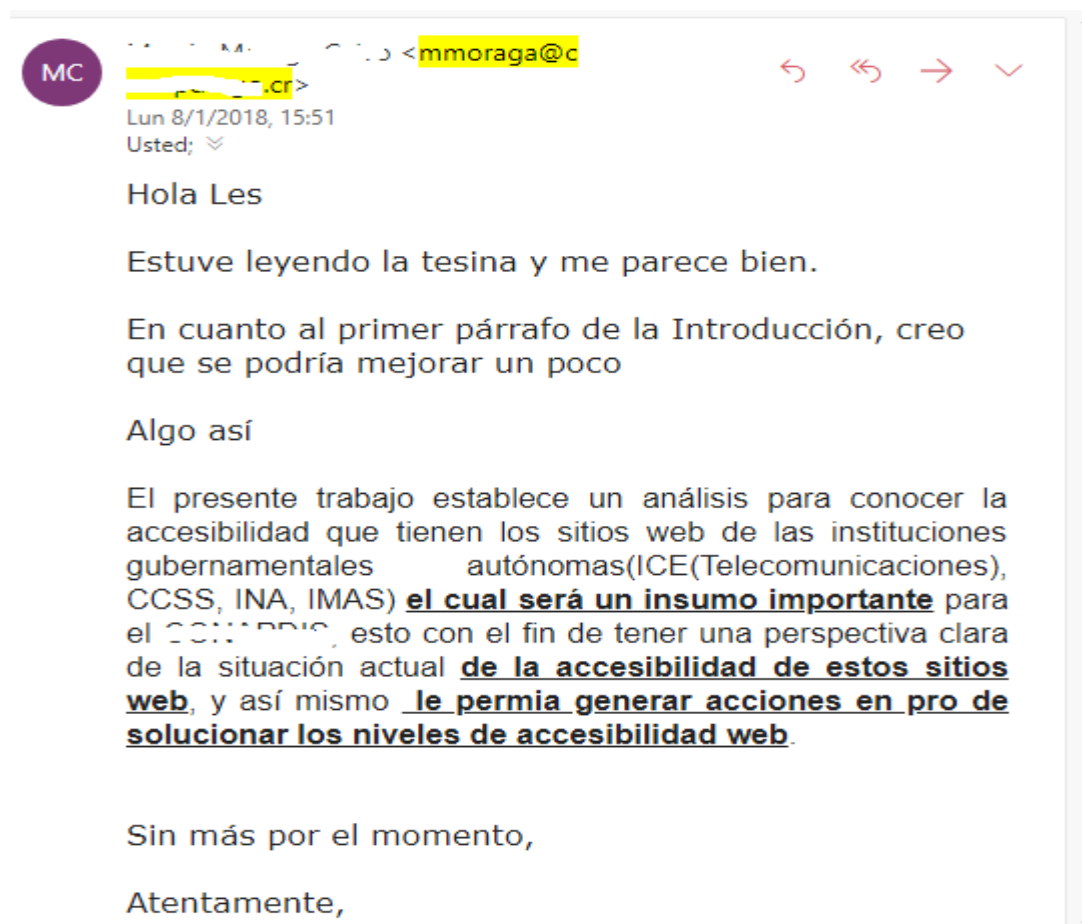 MC
<mmoraga@c
.cr>
Lun 8/1/2018, 15:51
Usted;
Hola Les
Estuve leyendo la tesina y me parece bien.
En cuanto al primer párrafo de la Introducción, creo
que se podría mejorar un poco
Algo así
El presente trabajo establece un análisis para conocer la
accesibilidad que tienen los sitios web de las instituciones
gubernamentales autónomas(ICE(Telecomunicaciones),
CCSS, INA, IMAS) el cual será un insumo importante para
el esto con el fin de tener una perspectiva clara
de la situación actual de la accesibilidad de estos sitios
web, y así mismo le permia generar acciones en pro de
solucionar los niveles de accesibilidad web.
Sin más por el momento,
Atentamente,